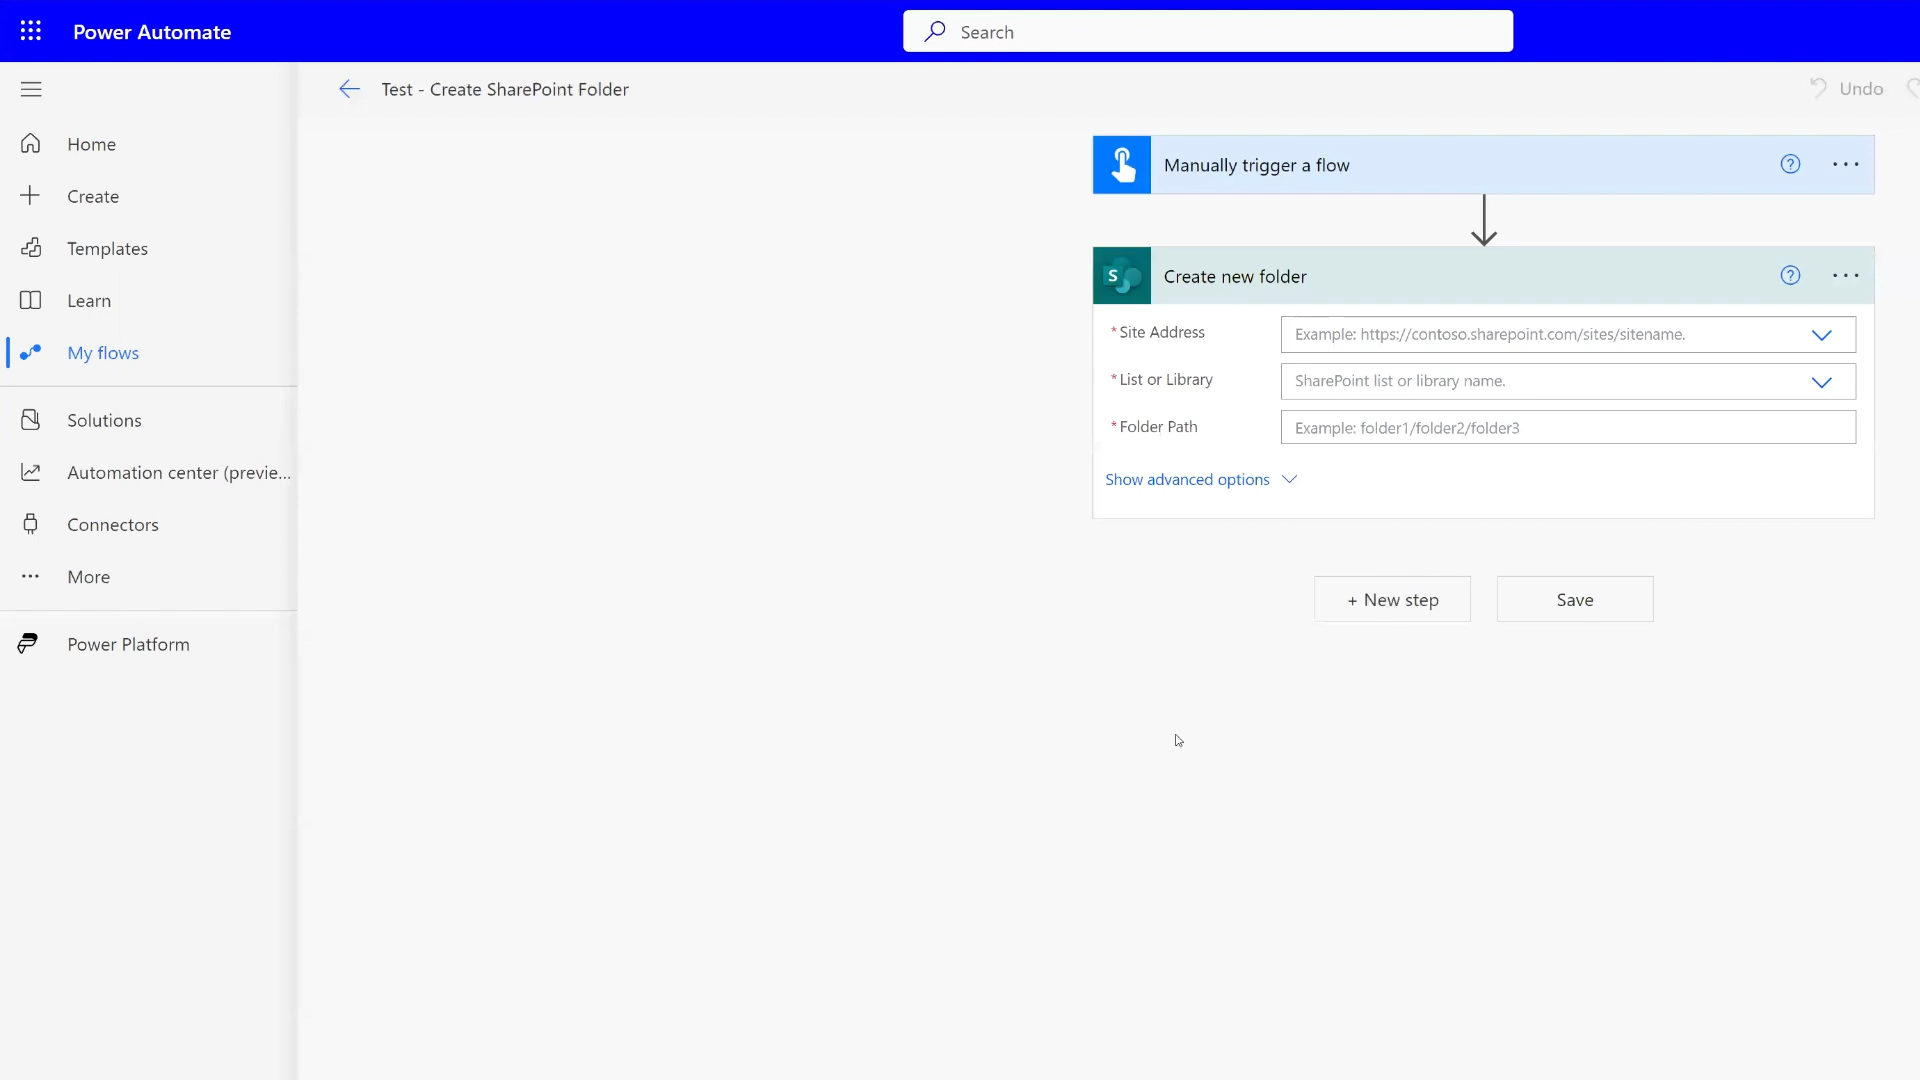 Power Automate
Search
Test - Create SharePoint Folder
Undo
Home
Create
Templates
Learn
My flows
Solutions
Automation center (previe...
Connectors
More
Power Platform
Manually trigger a flow
S
Create new folder
* Site Address
Example: https://contoso.sharepoint.com/sites/sitename.
* List or Library
SharePoint list or library name.
* Folder Path
Example: folder1/folder2/folder3
Show advanced options
+ New step
Save